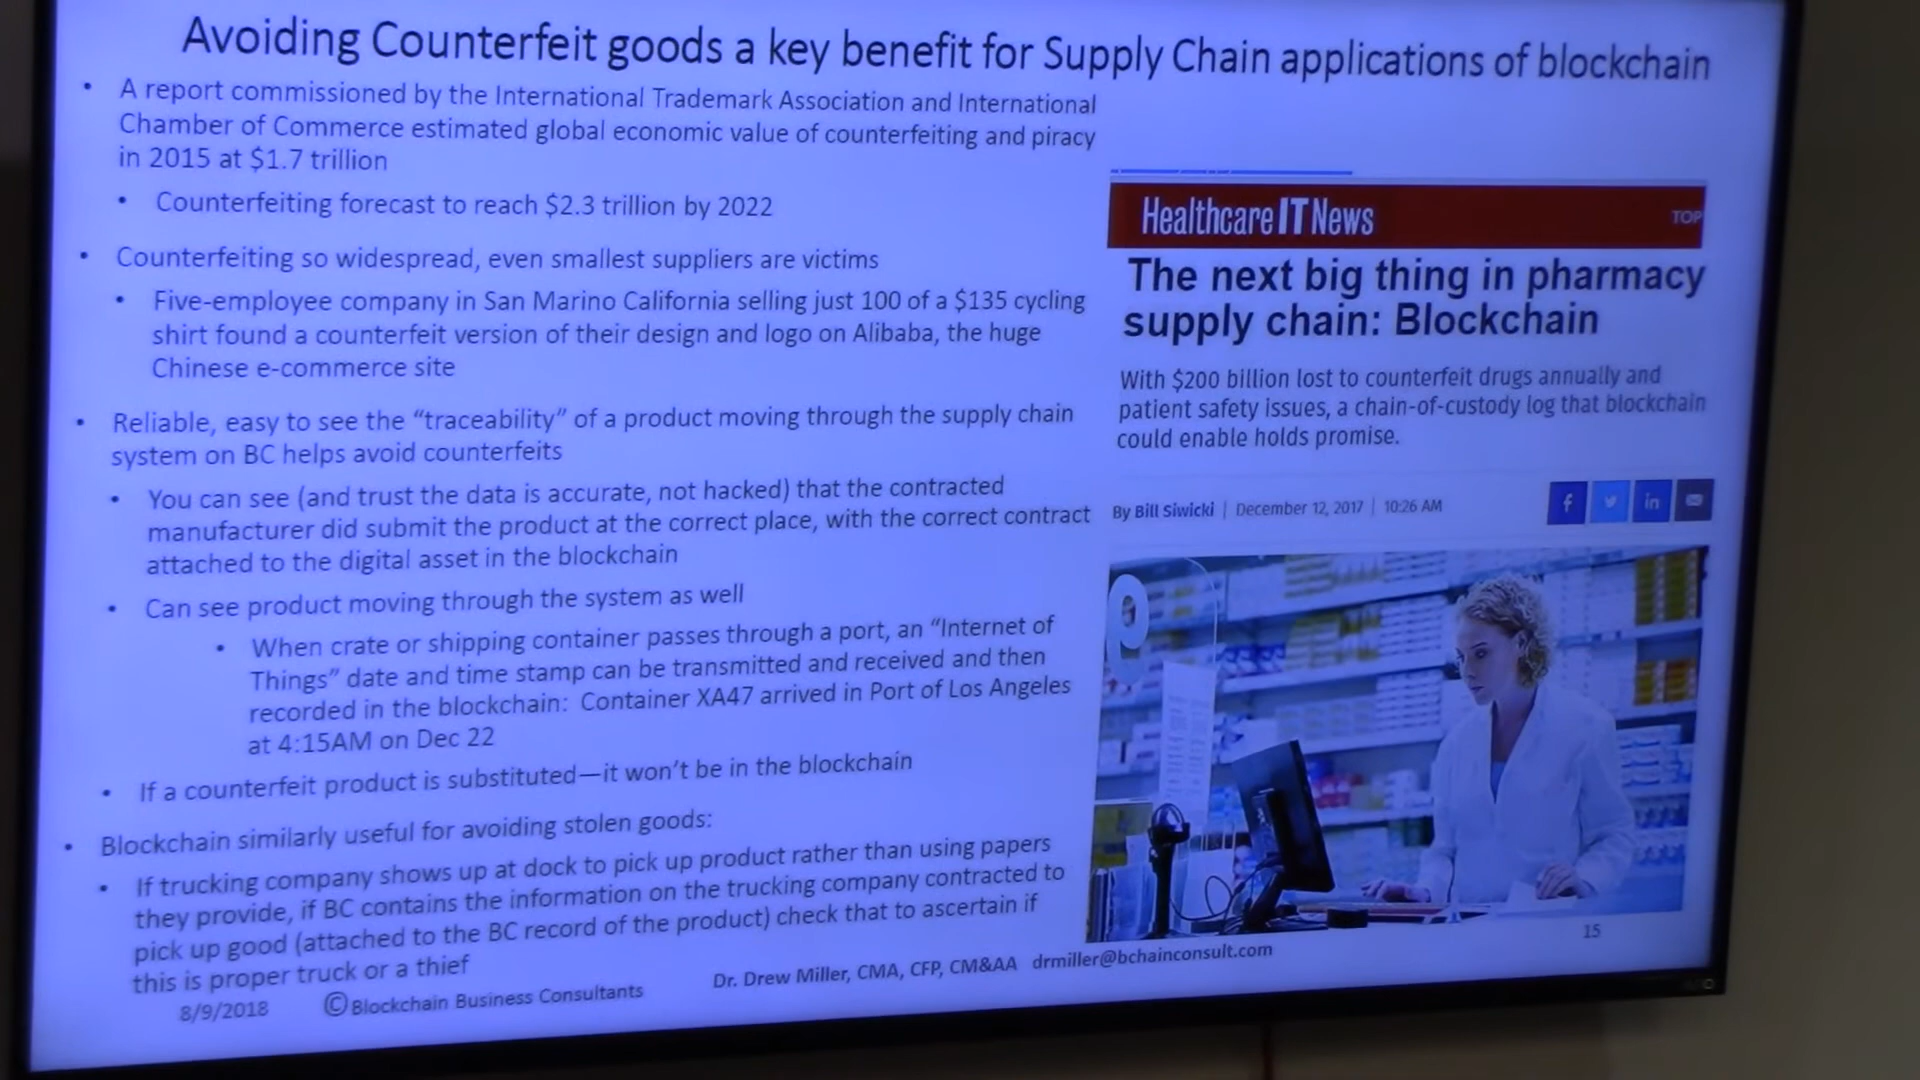 Avoiding Counterfeit goods a key benefit for Supply Chain applications of blockchain
• A report commissioned by the International Trademark Association and International
Chamber of Commerce estimated global economic value of counterfeiting and piracy
in 2015 at $1.7 trillion
• Counterfeiting forecast to reach $2.3 trillion by 2022
• Counterfeiting so widespread, even smallest suppliers are victims
• Five-employee company in San Marino California selling just 100 of a $135 cycling
shirt found a counterfeit version of their design and logo on Alibaba, the huge
Chinese e-commerce site
• Reliable, easy to see the “traceability” of a product moving through the supply chain
system on BC helps avoid counterfeits
• You can see (and trust the data is accurate, not hacked) that the contracted
manufacturer did submit the product at the correct place, with the correct contract
attached to the digital asset in the blockchain
• Can see product moving through the system as well
• When crate or shipping container passes through a port, an “Internet of
Things” date and time stamp can be transmitted and received and then
recorded in the blockchain: Container XA47 arrived in Port of Los Angeles
at 4:15AM on Dec 22
• If a counterfeit product is substituted—it won’t be in the blockchain
• Blockchain similarly useful for avoiding stolen goods:
• If trucking company shows up at dock to pick up product rather than using papers
they provide, if BC contains the information on the trucking company contracted to
pick up good (attached to the BC record of the product) check that to ascertain if
this is proper truck or a thief
Healthcare IT News
TOP
The next big thing in pharmacy
supply chain: Blockchain
With $200 billion lost to counterfeit drugs annually and
patient safety issues, a chain-of-custody log that blockchain
could enable holds promise.
By Bill Siwicki | December 12, 2017 | 10:26 AM
f in
15
8/9/2018
©Blockchain Business Consultants
Dr. Drew Miller, CMA, CFP, CM&AA drmiller@bchainconsult.com